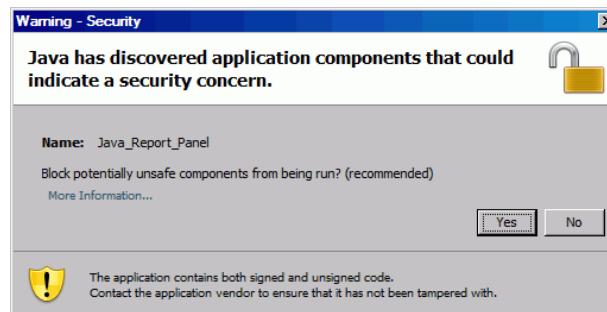 Warning - Security
Java has discovered application components that could
indicate a security concern.
Name: Java_Report_Panel
Block potentially unsafe components from being run? (recommended)
More Information...
Yes No
The application contains both signed and unsigned code.
Contact the application vendor to ensure that it has not been tampered with.